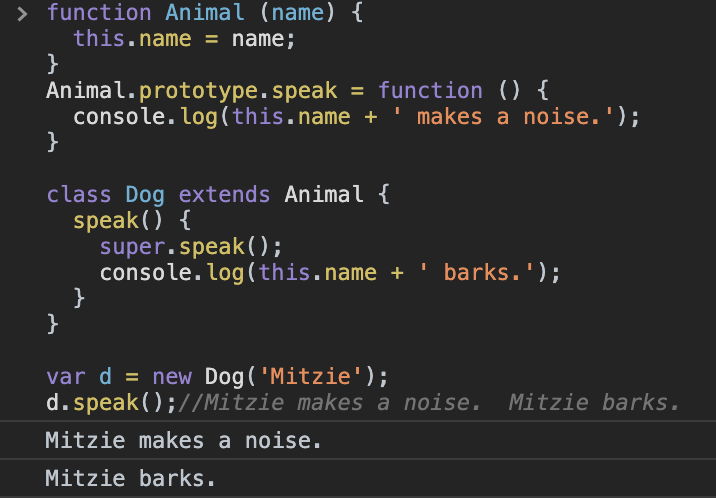 > function Animal (name) {
this.name = name;
}
Animal.prototype.speak = function () {
console.log(this.name + ' makes a noise.');
}
class Dog extends Animal {
speak() {
super.speak();
console.log(this.name + ' barks.');
}
}
var d = new Dog('Mitzie');
d.speak();//Mitzie makes a noise.  Mitzie barks.
Mitzie makes a noise.
Mitzie barks.